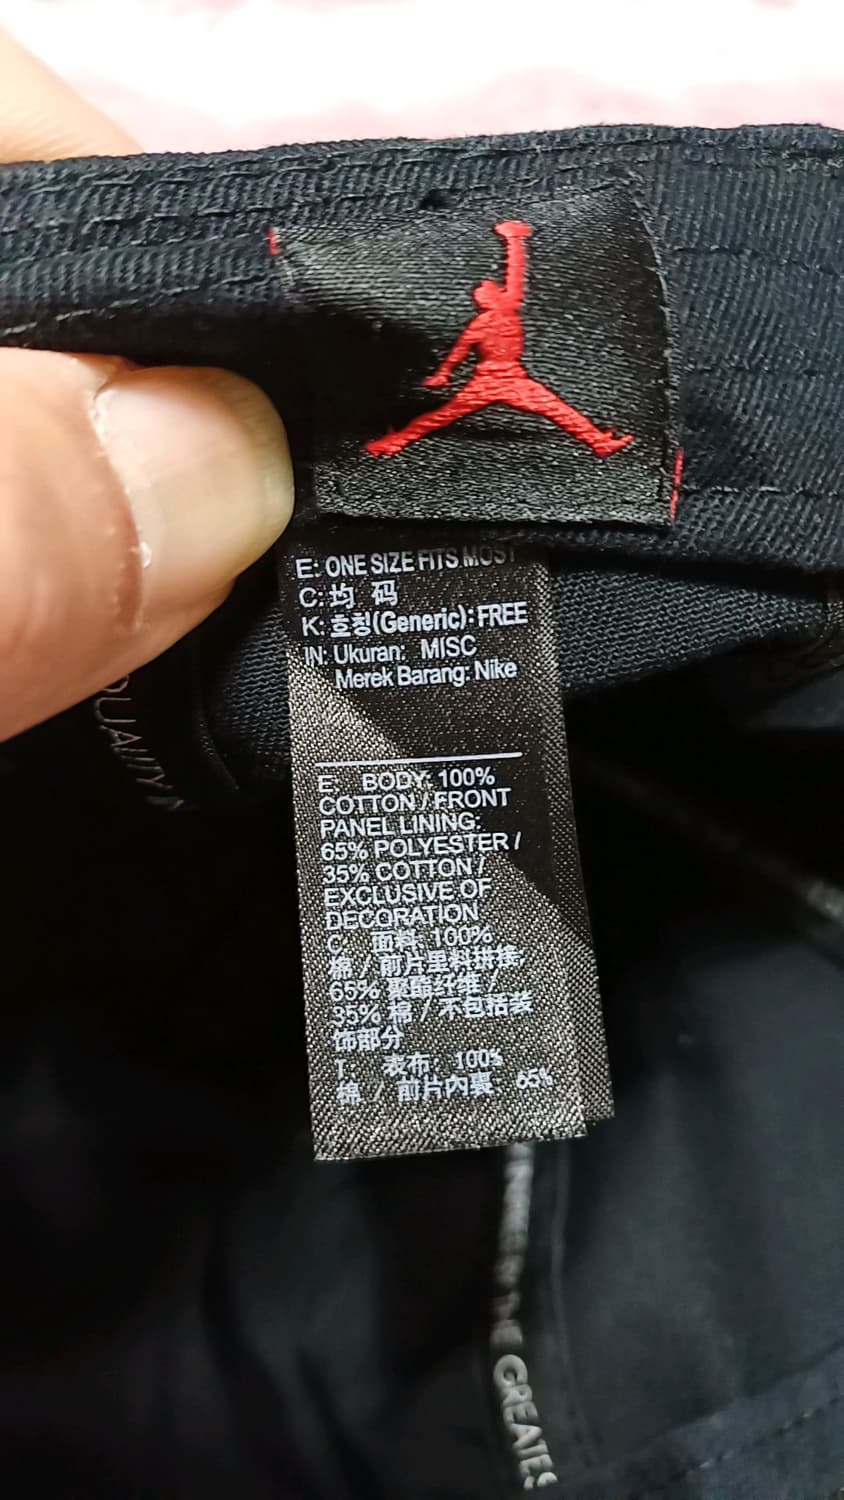 E: ONE SIZE FITS MOST
C: 均 码
K: 호칭(Generic): FREE
IN: Ukuran: MISC
Merek Barang: Nike
E: BODY: 100%
COTTON / FRONT
PANEL LINING:
65% POLYESTER /
35% COTTON /
EXCLUSIVE OF
DECORATION
C: 面料: 100%
棉 / 前片里料拼接:
65% 聚酯纤维 /
35% 棉 / 不包括装
饰部分
T: 表布: 100%
棉 / 前片內裏: 65%
THE GREATES